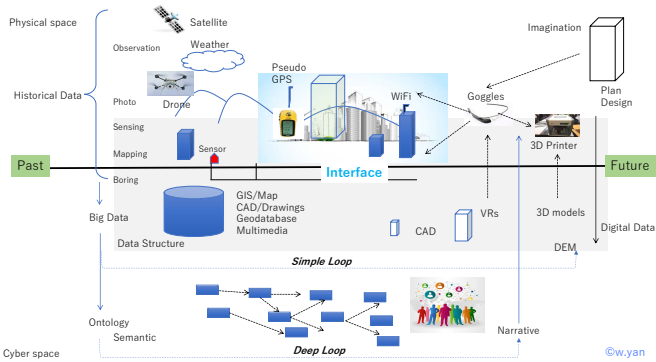 Physical space
Satellite
Imagination
Observation
Weather
Pseudo
GPS
Historical Data
WiFi
Goggles
Plan
Design
Photo
Drone
Sensing
Sensor
3D Printer
Mapping
Past
Interface
Future
Boring
Big Data
GIS/Map
CAD/Drawings
Geodatabase
Multimedia
VRs
3D models
CAD
Digital Data
Data Structure
DEM
Simple Loop
Ontology
Semantic
Narrative
Cyber space
Deep Loop
©w.yan